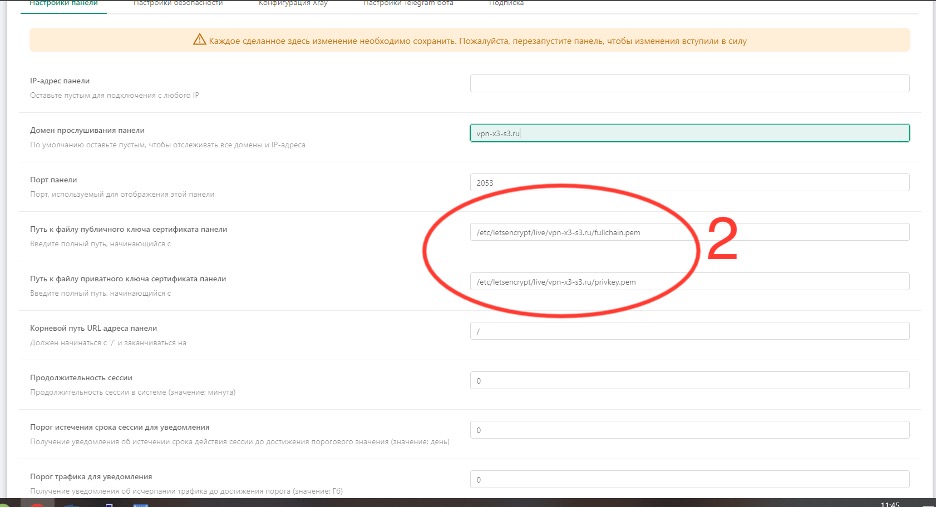 Настройки панели Настройки безопасности Конфигурация Xray Настройки Telegram бота Подписка
Каждое сделанное здесь изменение необходимо сохранить. Пожалуйста, перезапустите панель, чтобы изменения вступили в силу
IP-адрес панели
Оставьте пустым для подключения с любого IP
Домен прослушивания панели
vpn-x3-s3.ru
По умолчанию оставьте пустым, чтобы отслеживать все домены и IP-адреса
Порт панели
2053
Порт, используемый для отображения этой панели
Путь к файлу публичного ключа сертификата панели
/etc/letsencrypt/live/vpn-x3-s3.ru/fullchain.pem
2
Введите полный путь, начинающийся с
Путь к файлу приватного ключа сертификата панели
/etc/letsencrypt/live/vpn-x3-s3.ru/privkey.pem
Введите полный путь, начинающийся с
Корневой путь URL адреса панели
/
Должен начинаться с '/' и заканчиваться на
Продолжительность сессии
0
Продолжительность сессии в системе (значение: минута)
Порог истечения срока сессии для уведомления
0
Получение уведомления об истечении срока действия сессии до достижения порогового значения (значение: день)
Порог трафика для уведомления
0
Получение уведомления об исчерпании трафика до достижения порога (значение: Гб)
11:45